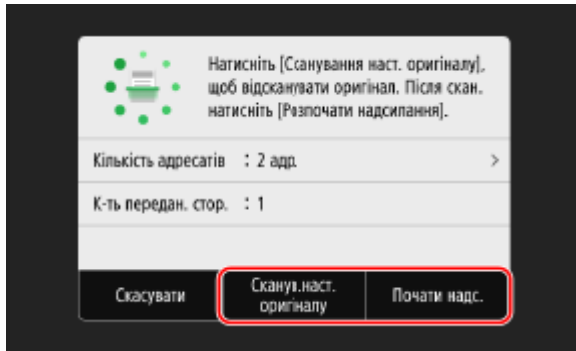 Натисніть [Сканування наст. оригіналу],
щоб відсканувати оригінал. Після скан.
натисніть [Розпочати надсилання].
Кількість адресатів : 2 адр.
К-ть передан. стор. : 1
Скасувати
Сканув.наст.
оригіналу
Почати надс.